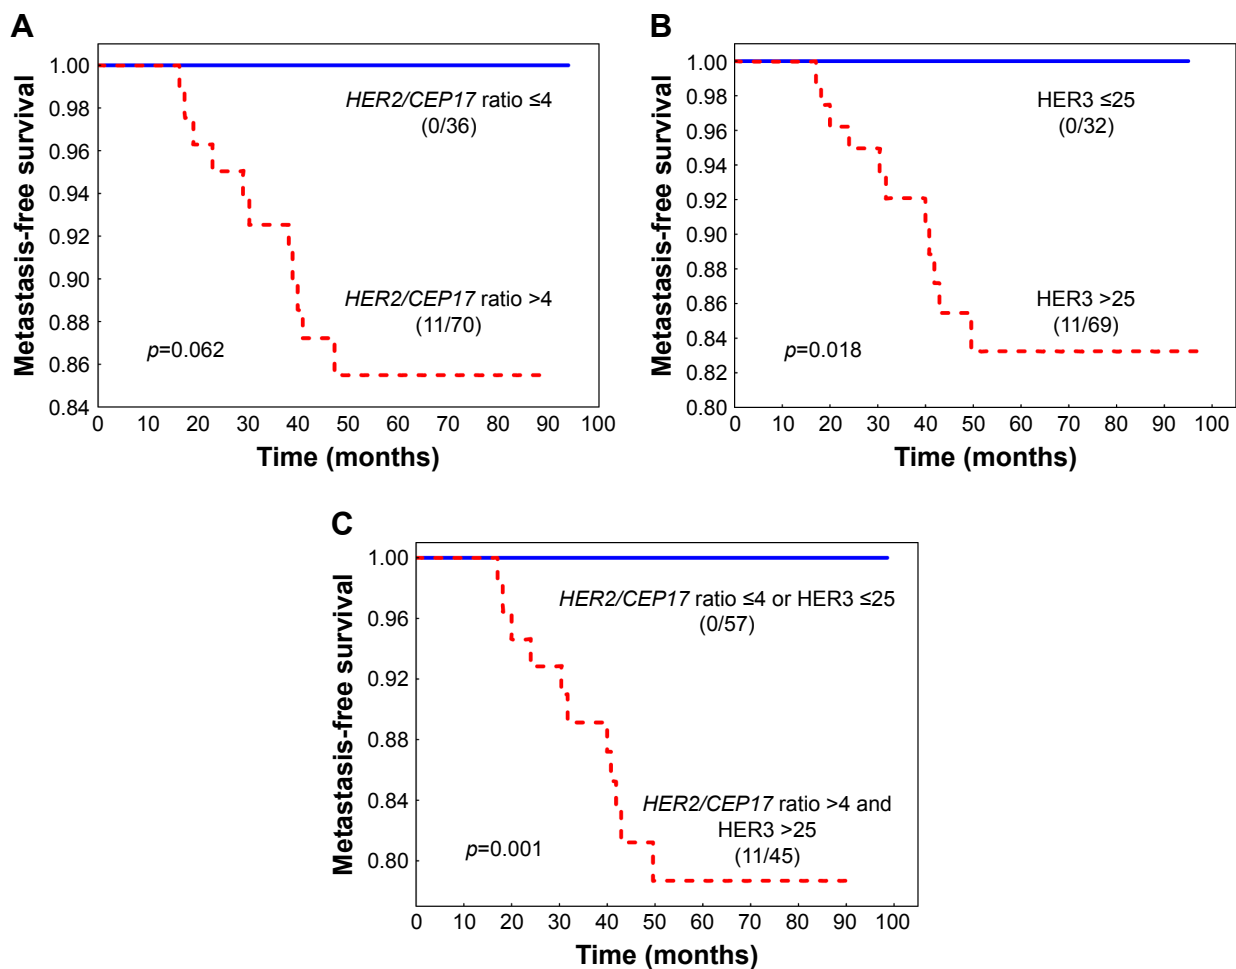 A
Metastasis-free survival
1.00
0.98
0.96
0.94
0.92
0.90
0.88
0.86
0.84
HER2/CEP17 ratio ≤4
(0/36)
HER2/CEP17 ratio >4
(11/70)
p=0.062
0 10 20 30 40 50 60 70 80 90 100
Time (months)
B
Metastasis-free survival
1.00
0.98
0.96
0.94
0.92
0.90
0.88
0.86
0.84
0.82
0.80
HER3 ≤25
(0/32)
HER3 >25
(11/69)
p=0.018
0 10 20 30 40 50 60 70 80 90 100
Time (months)
C
Metastasis-free survival
1.00
0.96
0.92
0.88
0.84
0.80
HER2/CEP17 ratio ≤4 or HER3 ≤25
(0/57)
HER2/CEP17 ratio >4 and
HER3 >25
(11/45)
p=0.001
0 10 20 30 40 50 60 70 80 90 100
Time (months)